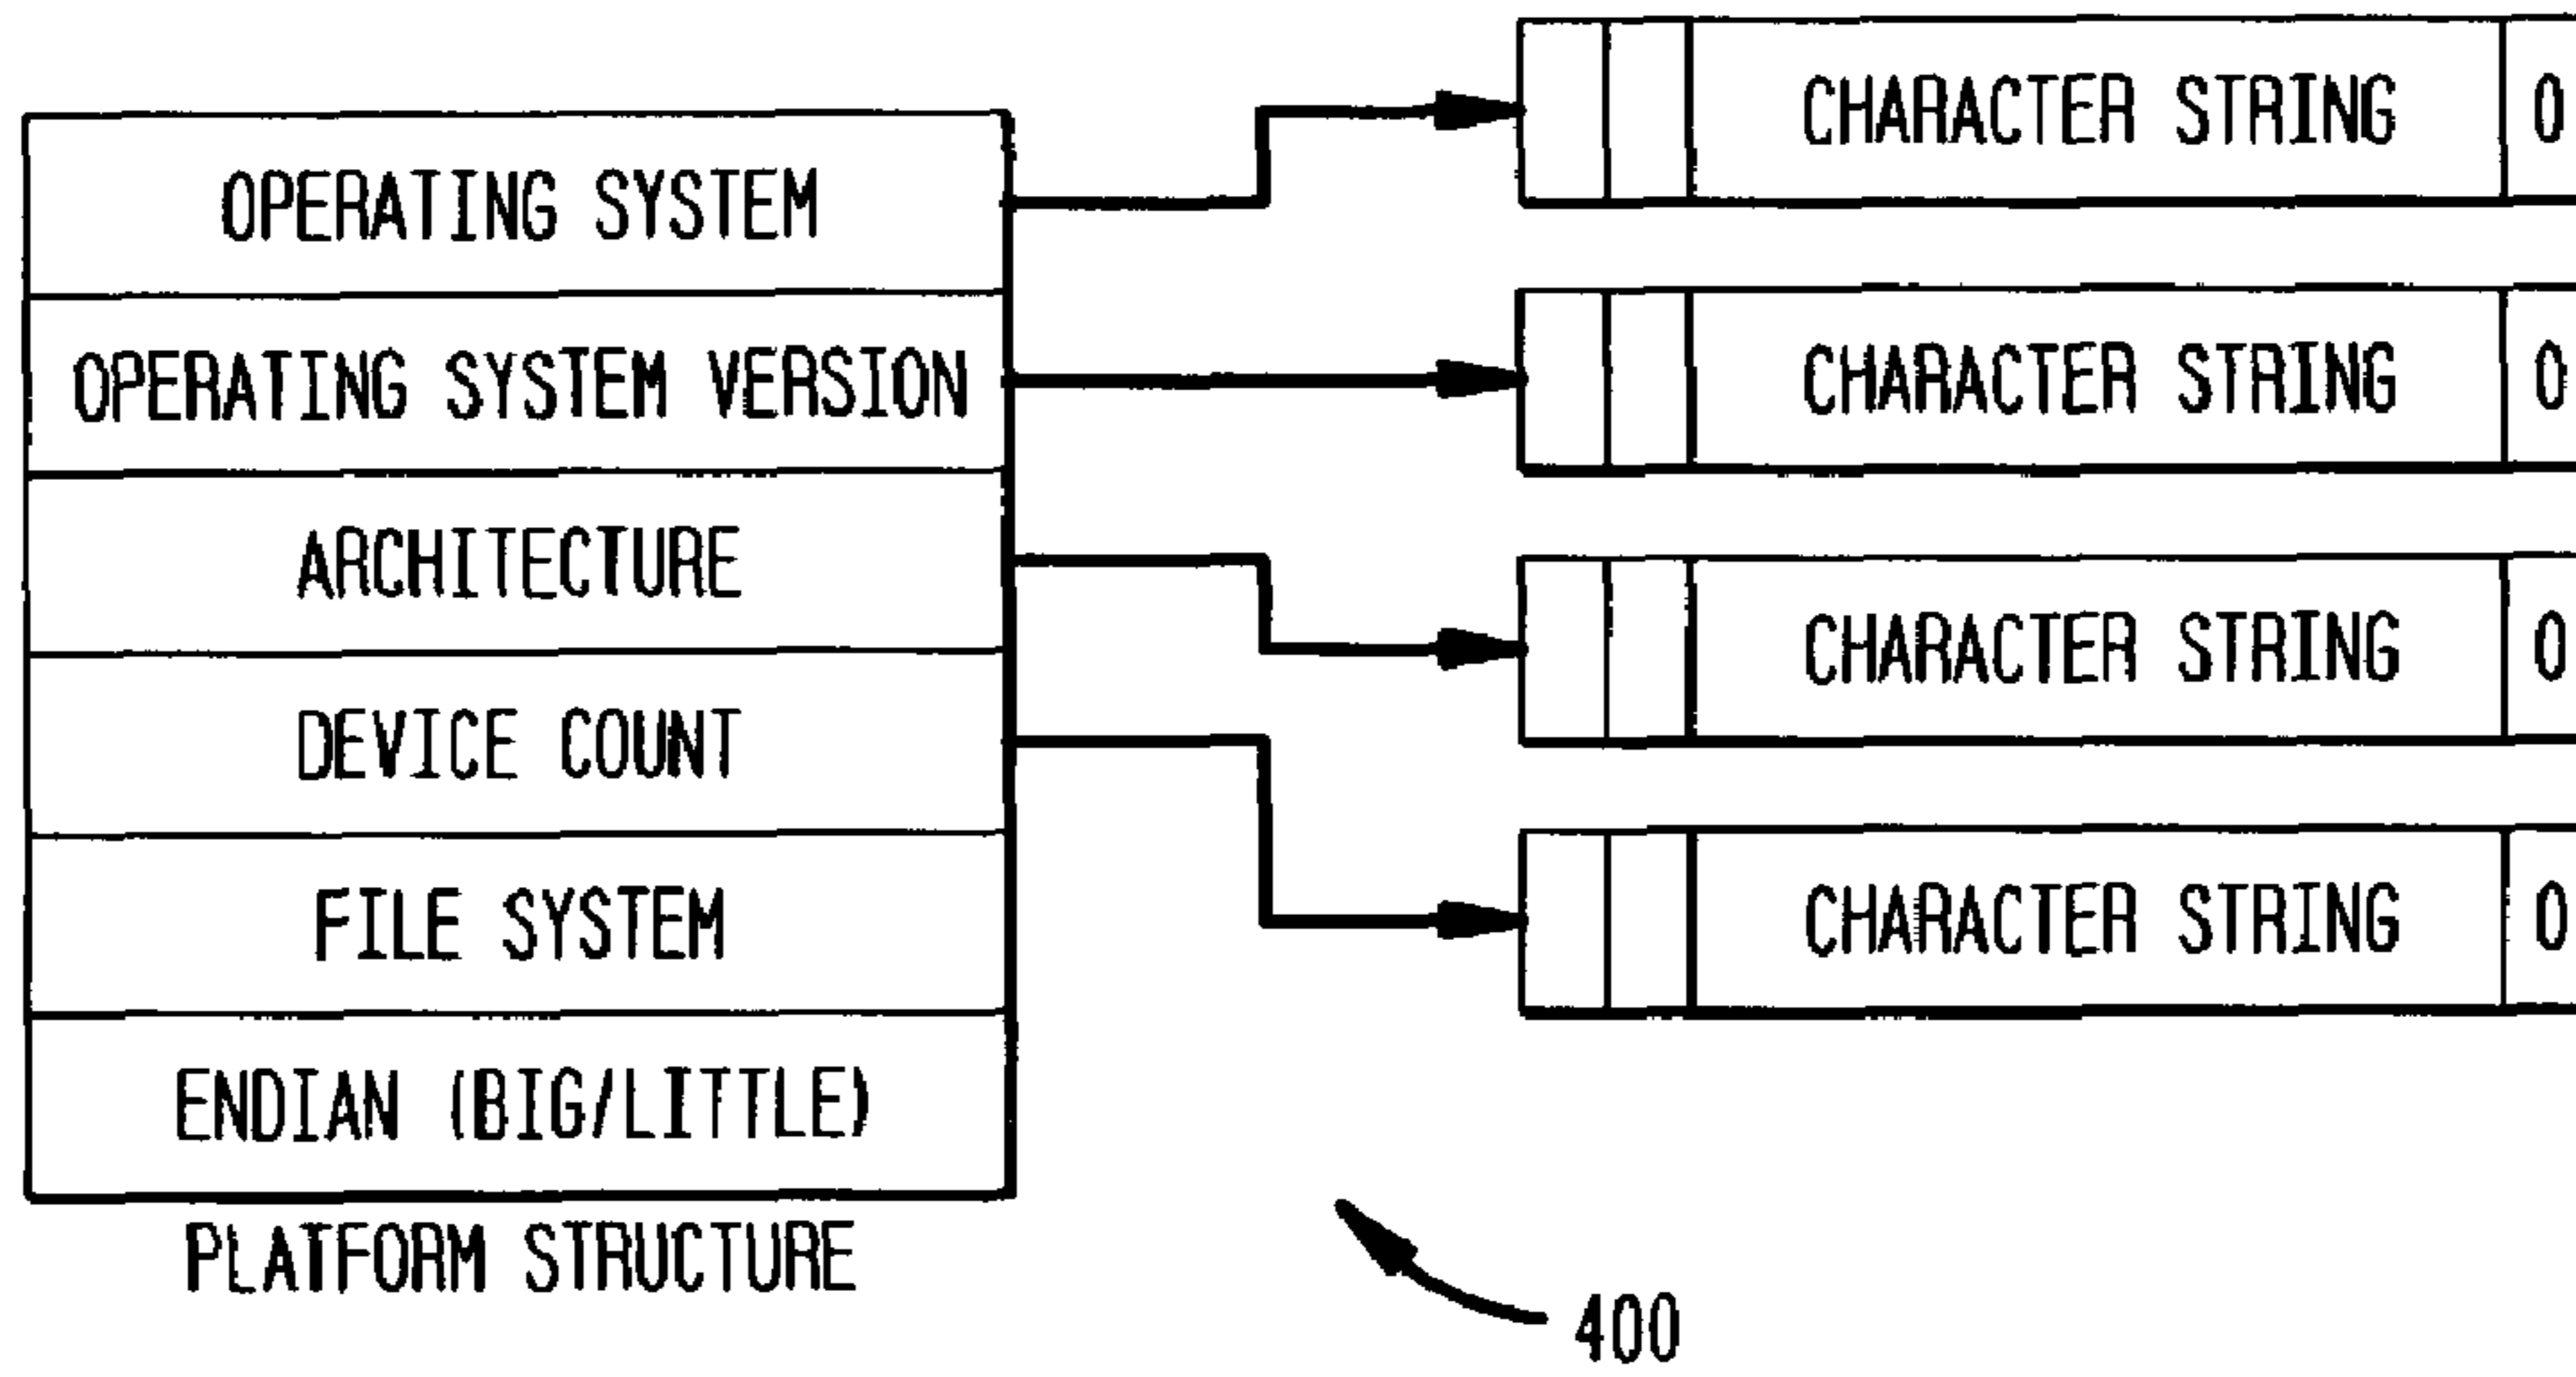 OPERATING SYSTEM
OPERATING SYSTEM VERSION
ARCHITECTURE
DEVICE COUNT
FILE SYSTEM
ENDIAN (BIG/LITTLE)
PLATFORM STRUCTURE
CHARACTER STRING 0
CHARACTER STRING 0
CHARACTER STRING 0
CHARACTER STRING 0
400